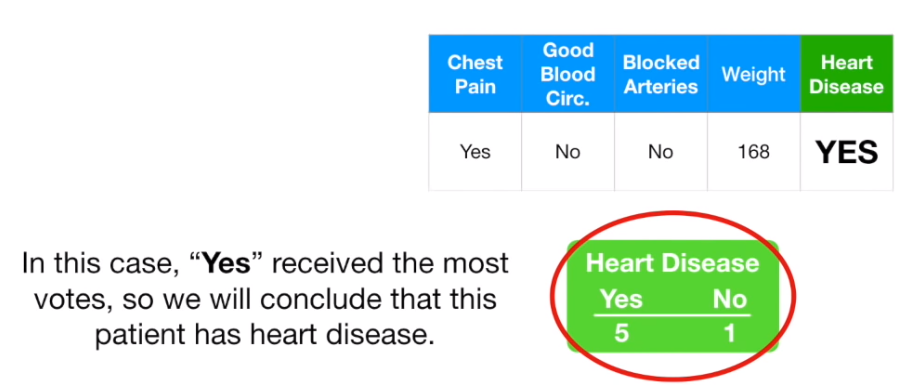 Chest Pain Good Blood Circ. Blocked Arteries Weight Heart Disease
Yes No No 168 YES
In this case, “Yes” received the most
votes, so we will conclude that this
patient has heart disease.
Heart Disease
Yes No
5 1